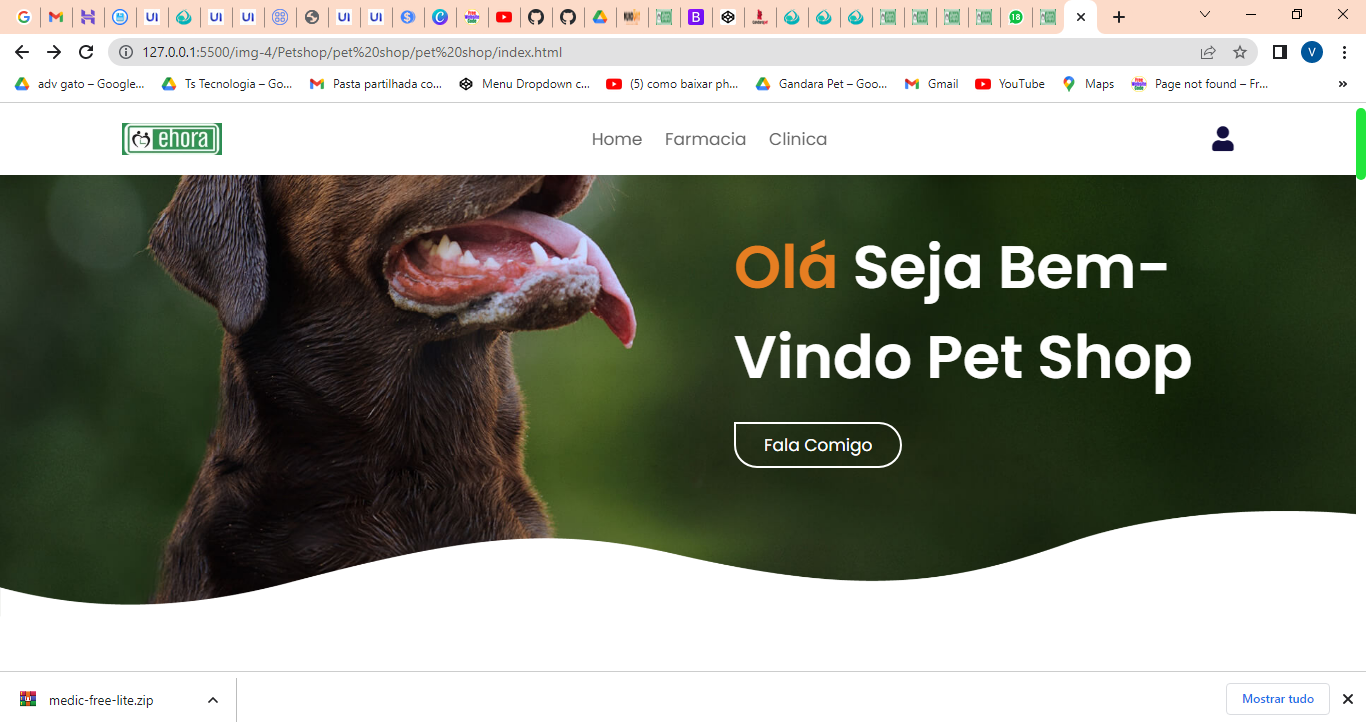 UI
UI
UI
UI
UI
18
127.0.0.1:5500/img-4/Petshop/pet%20shop/pet%20shop/index.html
V
adv gato – Google...
Ts Tecnologia – Go...
Pasta partilhada co...
Menu Dropdown c...
(5) como baixar ph...
Gandara Pet – Goo...
Gmail
YouTube
Maps
Page not found – Fr...
»
ehora
Home
Farmacia
Clinica
Olá Seja Bem-
Vindo Pet Shop
Fala Comigo
medic-free-lite.zip
Mostrar tudo